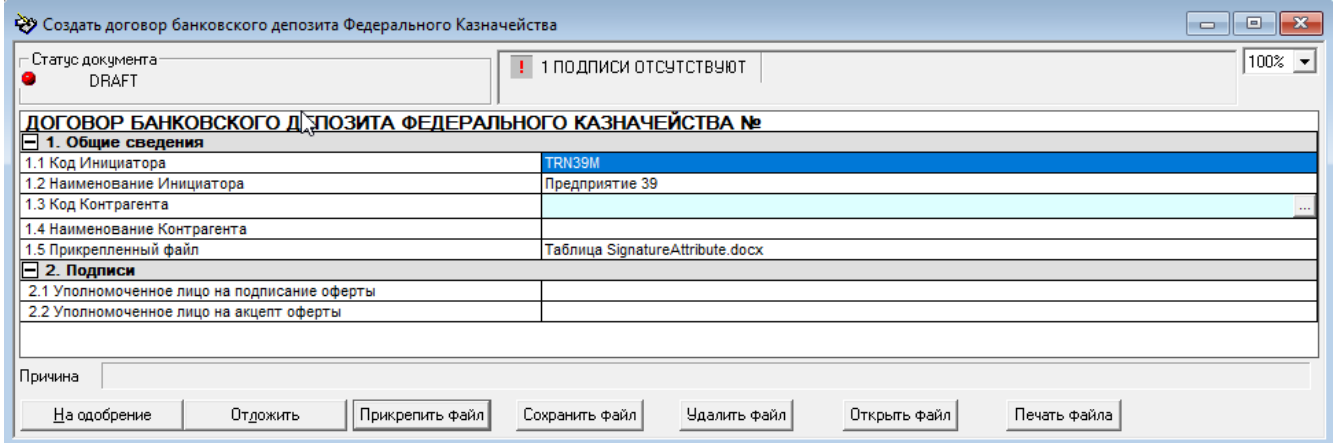 Создать договор банковского депозита Федерального Казначейства
Статус документа
DRAFT
! 1 ПОДПИСИ ОТСУТСТВУЮТ
100%
ДОГОВОР БАНКОВСКОГО ДЕПОЗИТА ФЕДЕРАЛЬНОГО КАЗНАЧЕЙСТВА №
1. Общие сведения
1.1 Код Инициатора TRN39M
1.2 Наименование Инициатора Предприятие 39
1.3 Код Контрагента ...
1.4 Наименование Контрагента
1.5 Прикрепленный файл Таблица SignatureAttribute.docx
2. Подписи
2.1 Уполномоченное лицо на подписание оферты
2.2 Уполномоченное лицо на акцепт оферты
Причина
На одобрение Отложить Прикрепить файл Сохранить файл Удалить файл Открыть файл Печать файла